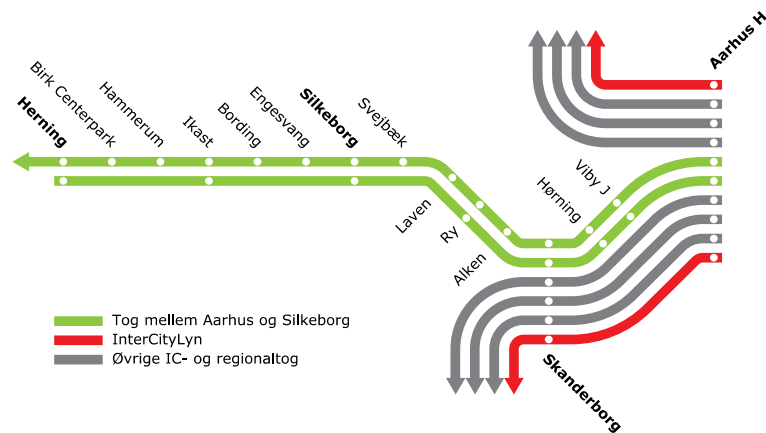 Herning
Birk Centerpark
Hammerum
Ikast
Bording
Engesvang
Silkeborg
Svejbæk
Laven
Ry
Alken
Hørning
Viby J
Aarhus H
Skanderborg
Tog mellem Aarhus og Silkeborg
InterCityLyn
Øvrige IC- og regionaltog